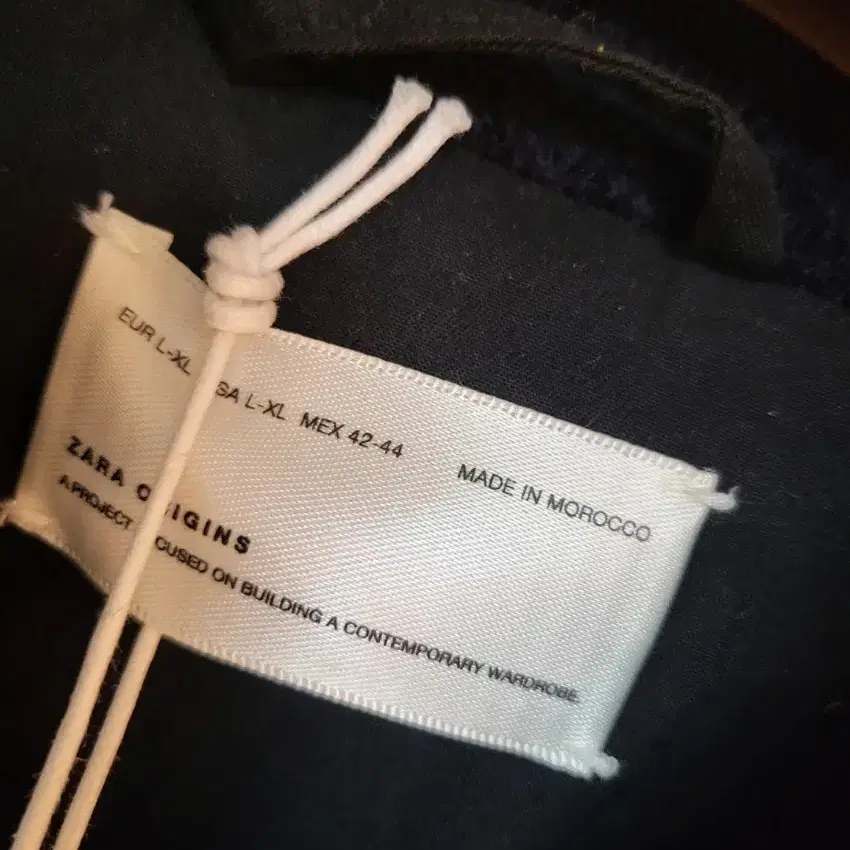 EUR L-XL SA L-XL MEX 42-44 MADE IN MOROCCO
ZARA O IGINS
A PROJECT CUSED ON BUILDING A CONTEMPORARY WARDROBE.